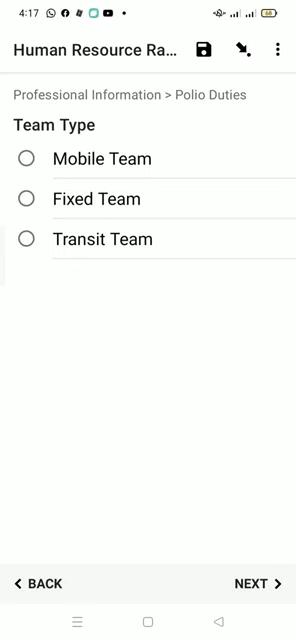 4:17
Human Resource Ra...
Professional Information > Polio Duties
Team Type
Mobile Team
Fixed Team
Transit Team
BACK
NEXT